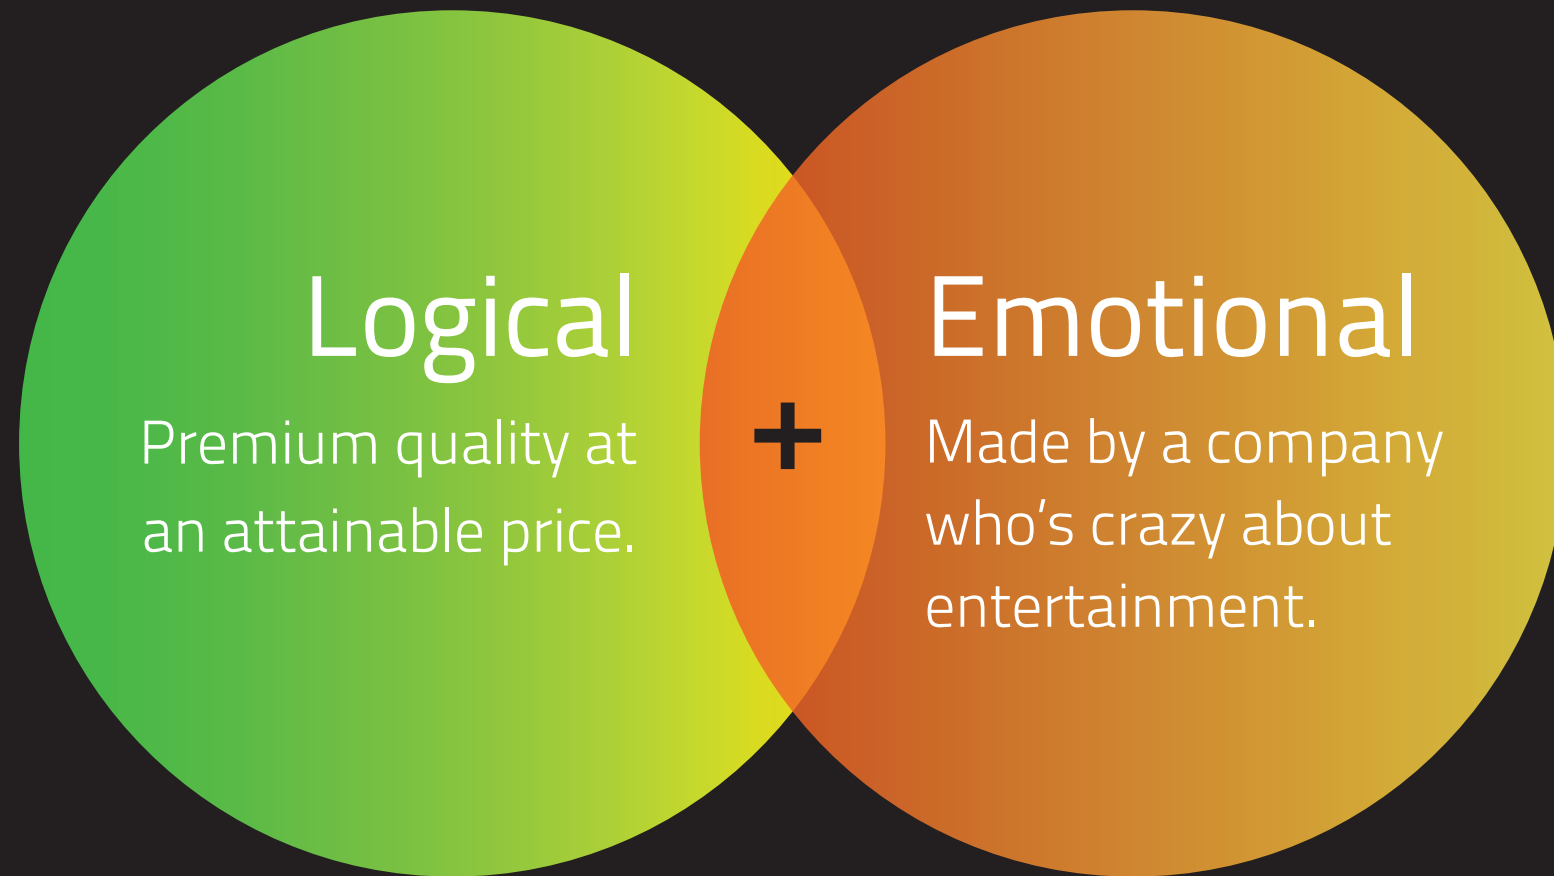 Logical
Premium quality at
an attainable price.
+
Emotional
Made by a company
who’s crazy about
entertainment.